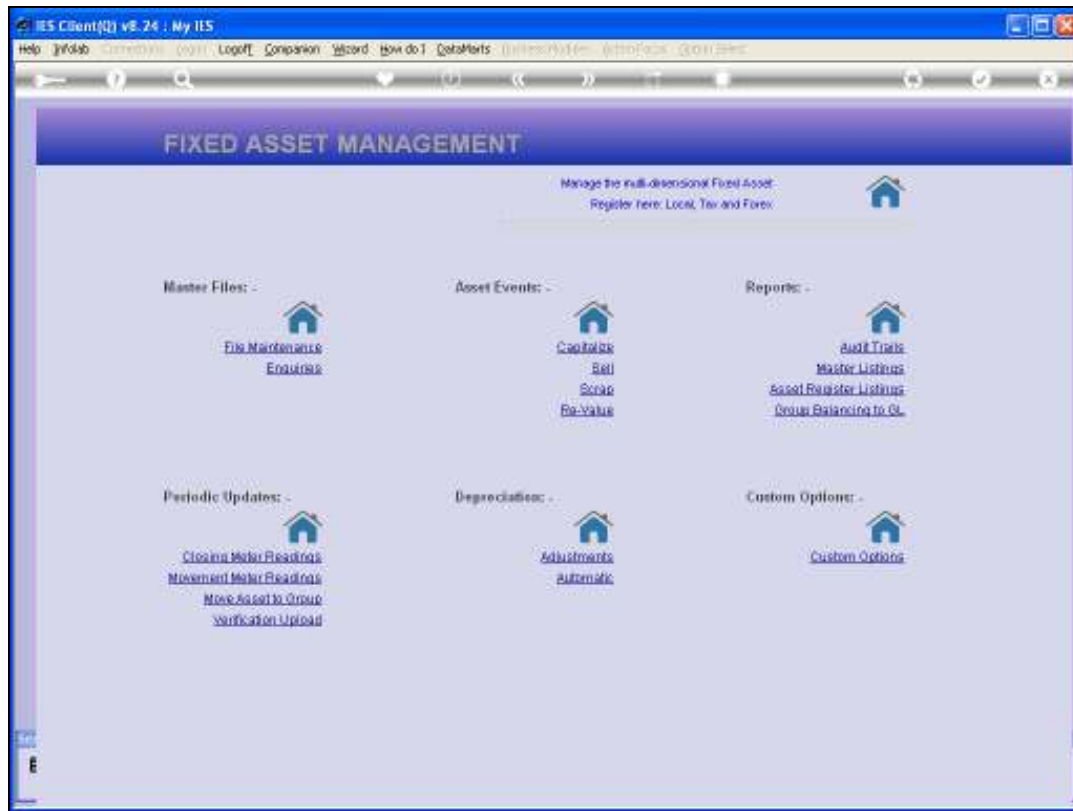 IES Client(Q) v8.24 : My IES
Help Infolab Connections Logon Logoff Companion Wizard How do I DataMarts
FIXED ASSET MANAGEMENT
Manage the multi-dimensional Fixed Asset
Register here: Local, Tax and Forex
Master Files: -
File Maintenance
Enquiries
Asset Events: -
Capitalize
Sell
Scrap
Re-Value
Reports: -
Audit Trails
Master Listings
Asset Register Listings
Group Balancing to GL
Periodic Updates: -
Closing Meter Readings
Movement Meter Readings
Move Asset to Group
Verification Upload
Depreciation: -
Adjustments
Automatic
Custom Options: -
Custom Options